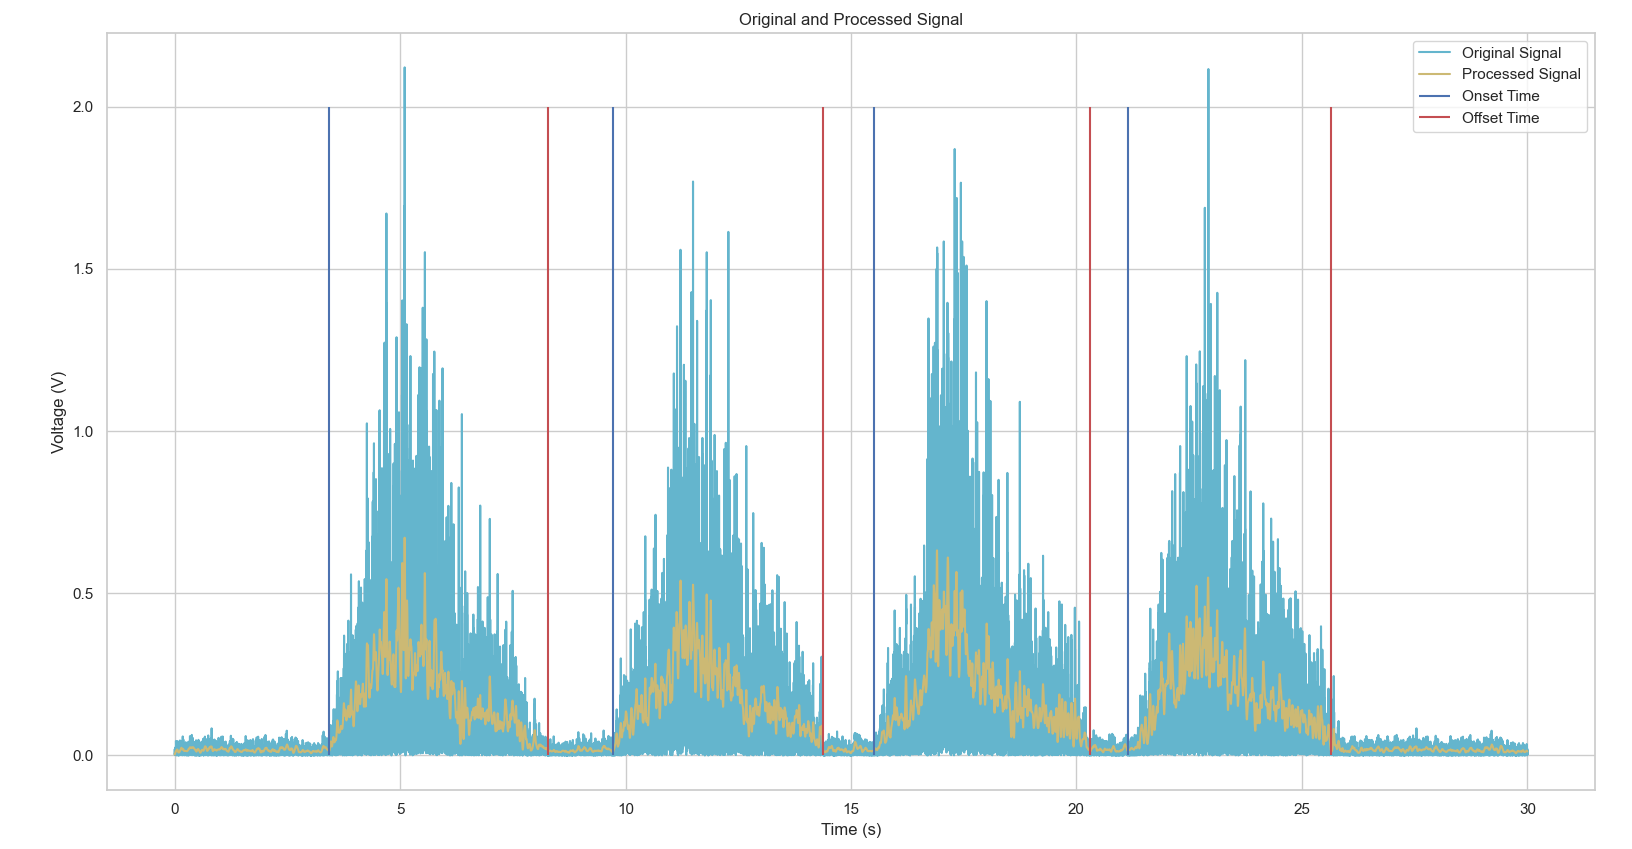 Original and Processed Signal
Original Signal
Processed Signal
Onset Time
Offset Time
Voltage (V)
2.0
1.5
1.0
0.5
0.0
0 5 10 15 20 25 30
Time (s)